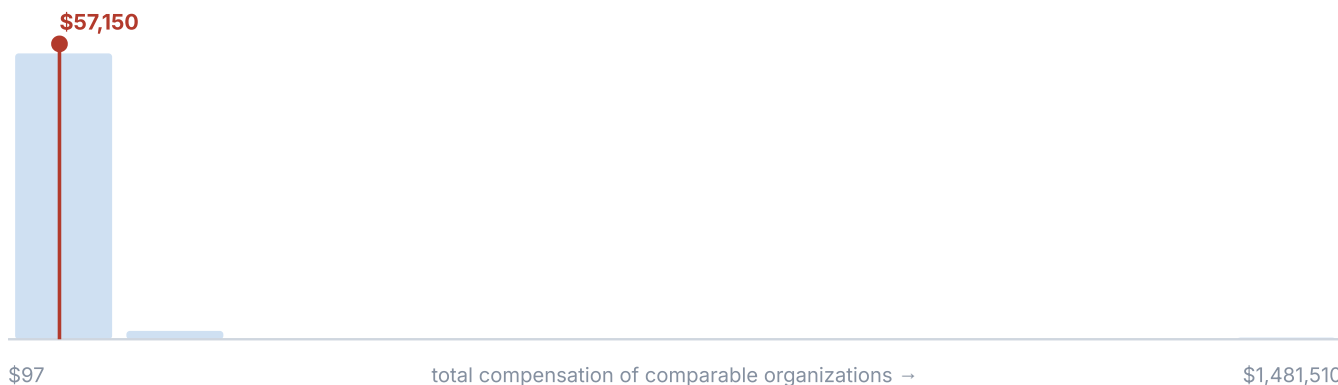 $57,150
$97 total compensation of comparable organizations → $1,481,510